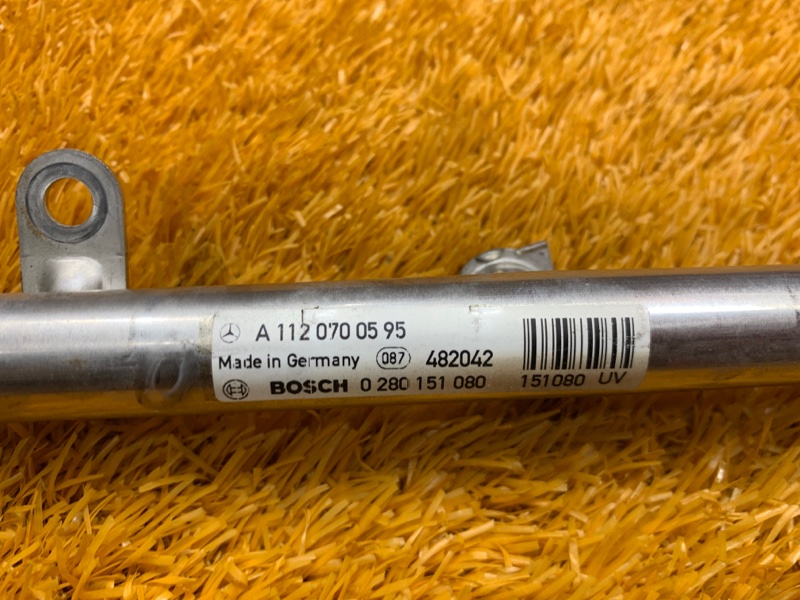 A 112 070 05 95
Made in Germany 087 482042
BOSCH 0 280 151 080
151080 UV